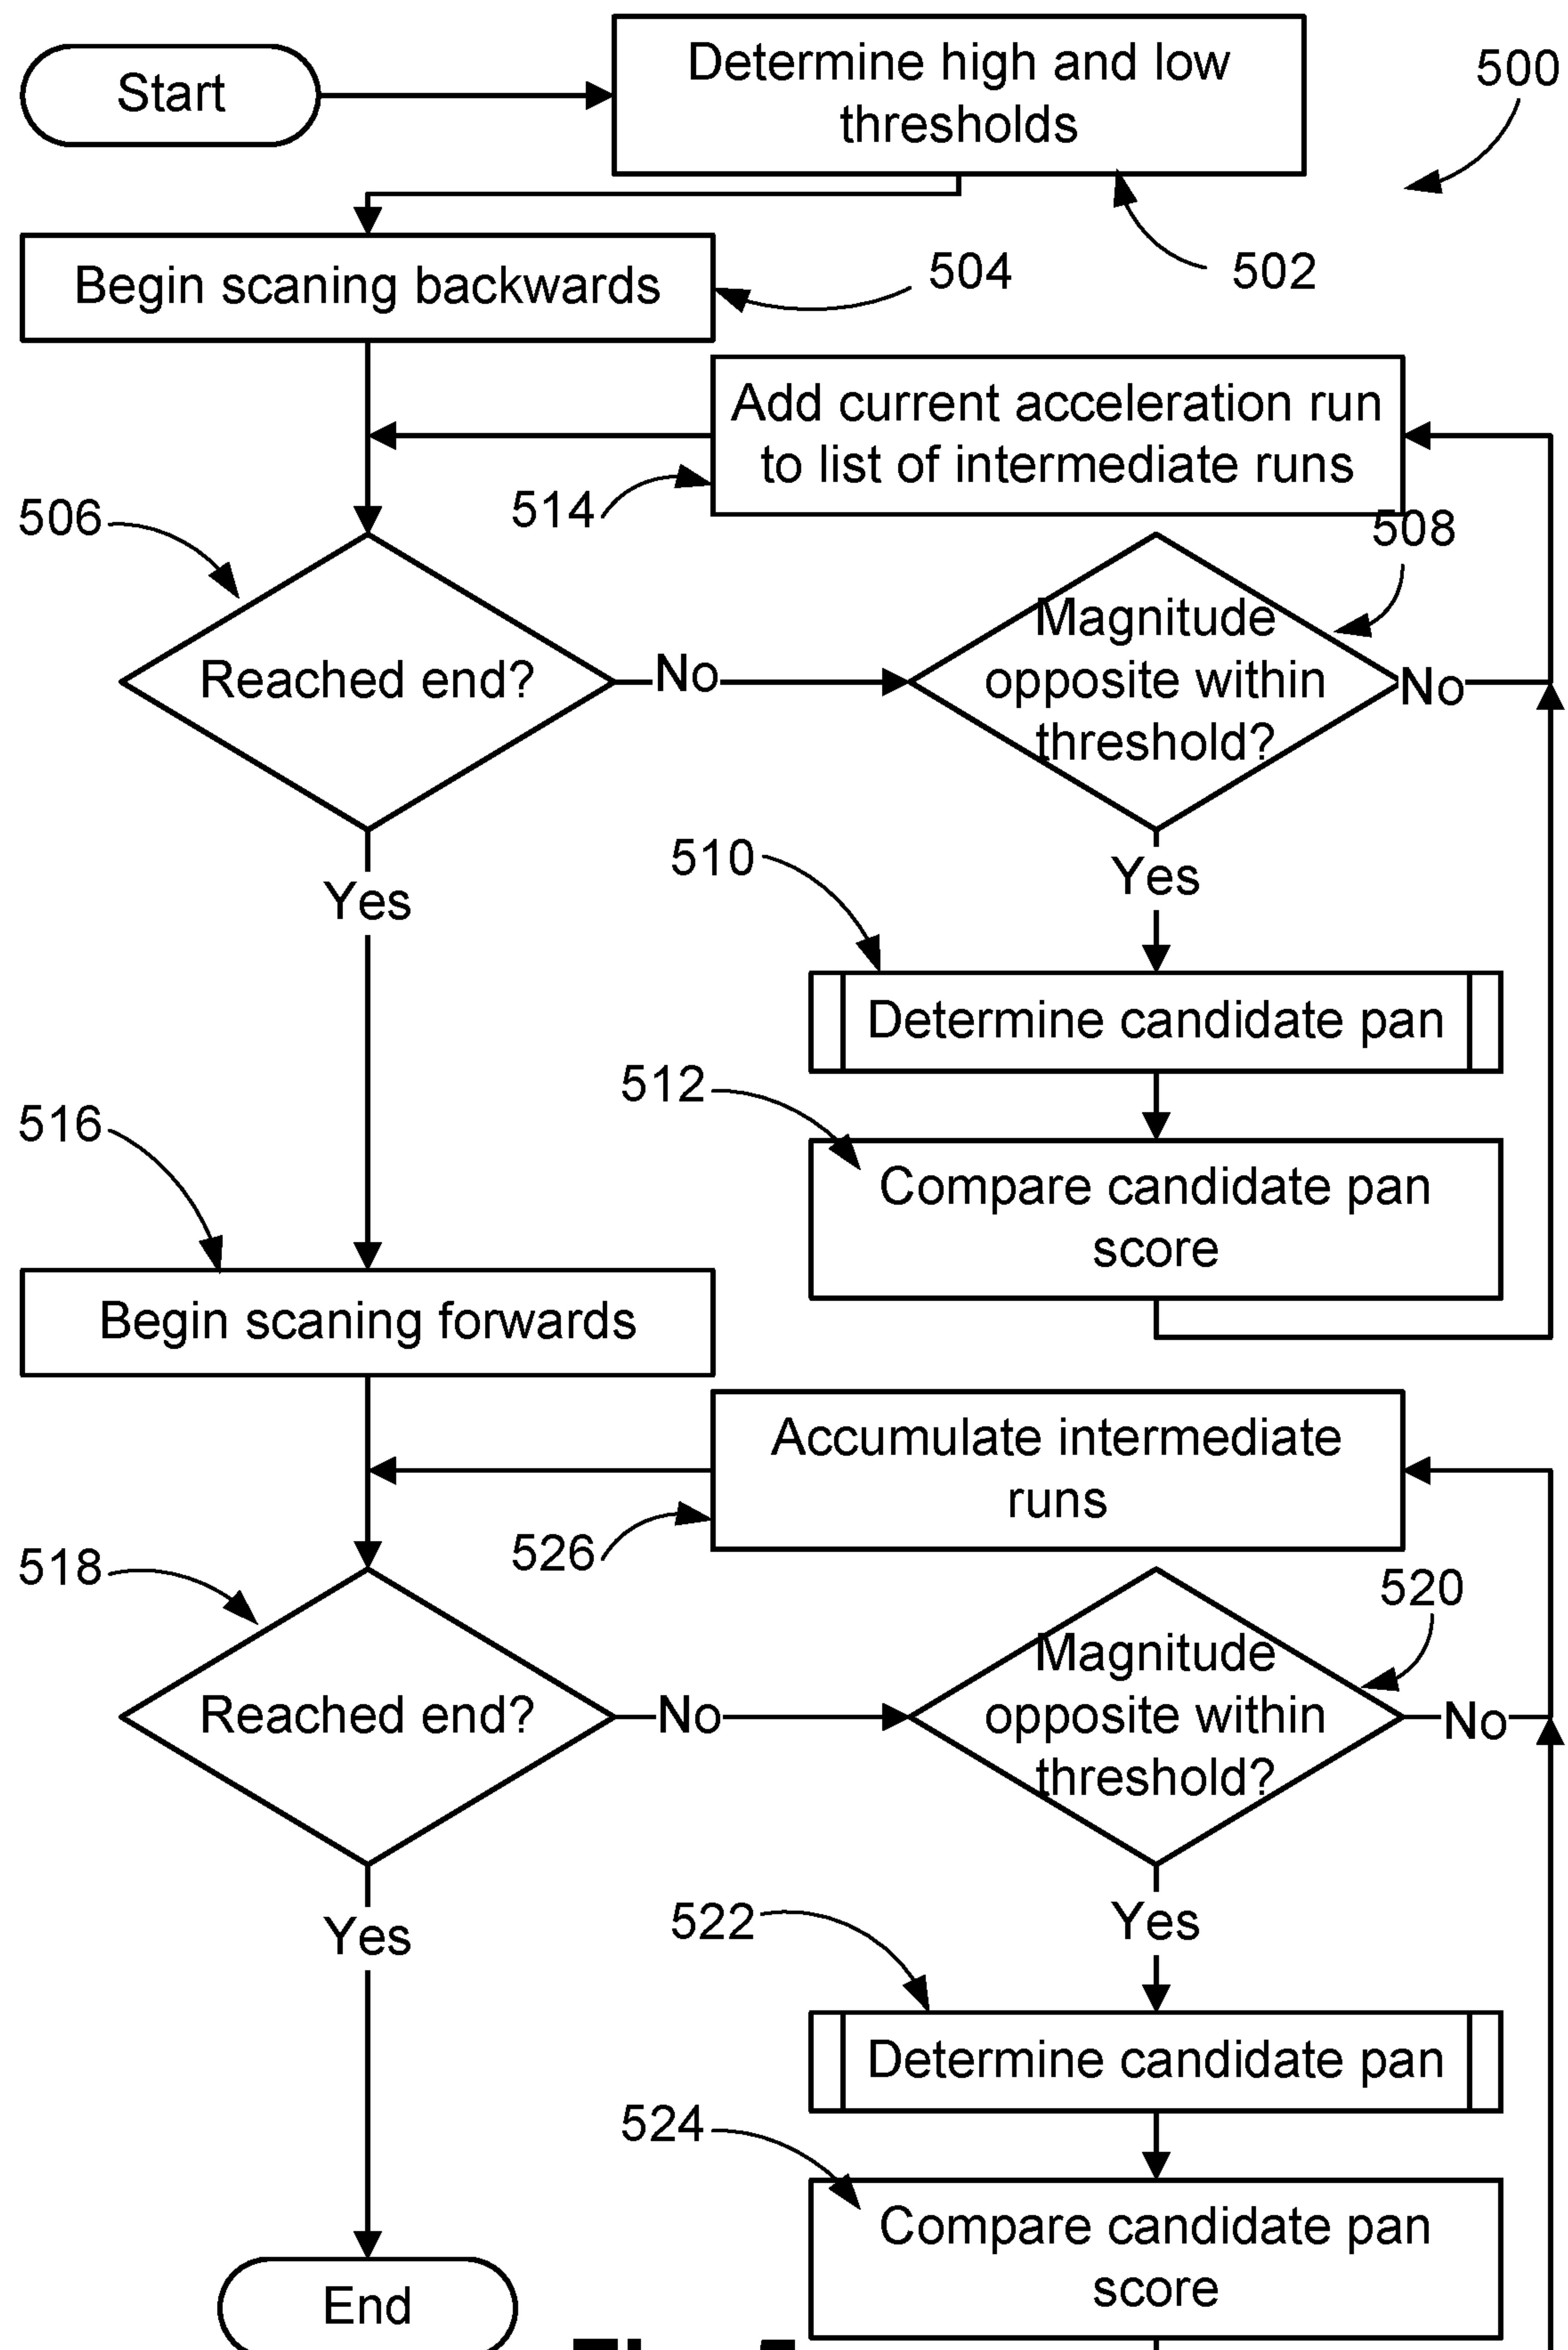 Start
Determine high and low
thresholds
500
502
Begin scaning backwards
504
Add current acceleration run
to list of intermediate runs
514
506
508
Reached end?
No
Magnitude
opposite within
threshold?
No
Yes
Yes
510
Determine candidate pan
512
Compare candidate pan
score
516
Begin scaning forwards
Accumulate intermediate
runs
526
518
520
Reached end?
No
Magnitude
opposite within
threshold?
No
Yes
Yes
522
Determine candidate pan
524
Compare candidate pan
score
End